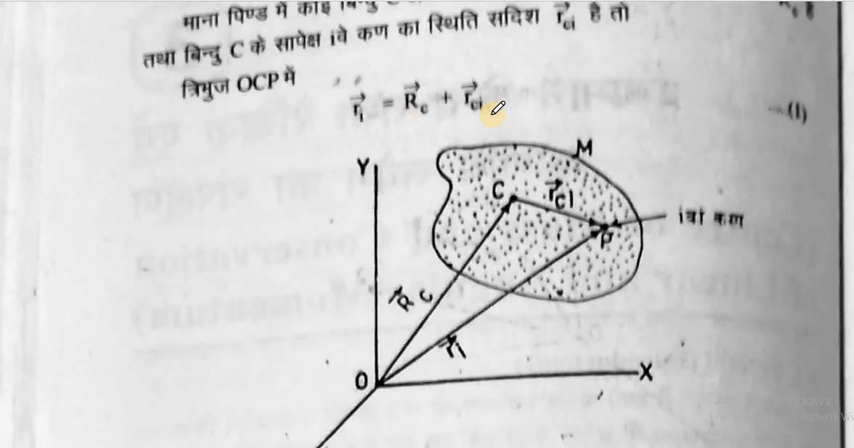 माना पिण्ड में कोई बिन्दु C
तथा बिन्दु C के सापेक्ष iवे कण का स्थिति सदिश r⃗ci है तो
त्रिभुज OCP में
r⃗i = R⃗c + r⃗ci —(1)
Y
M
C
r⃗ci
iवां कण
P
R⃗c
r⃗i
O
X